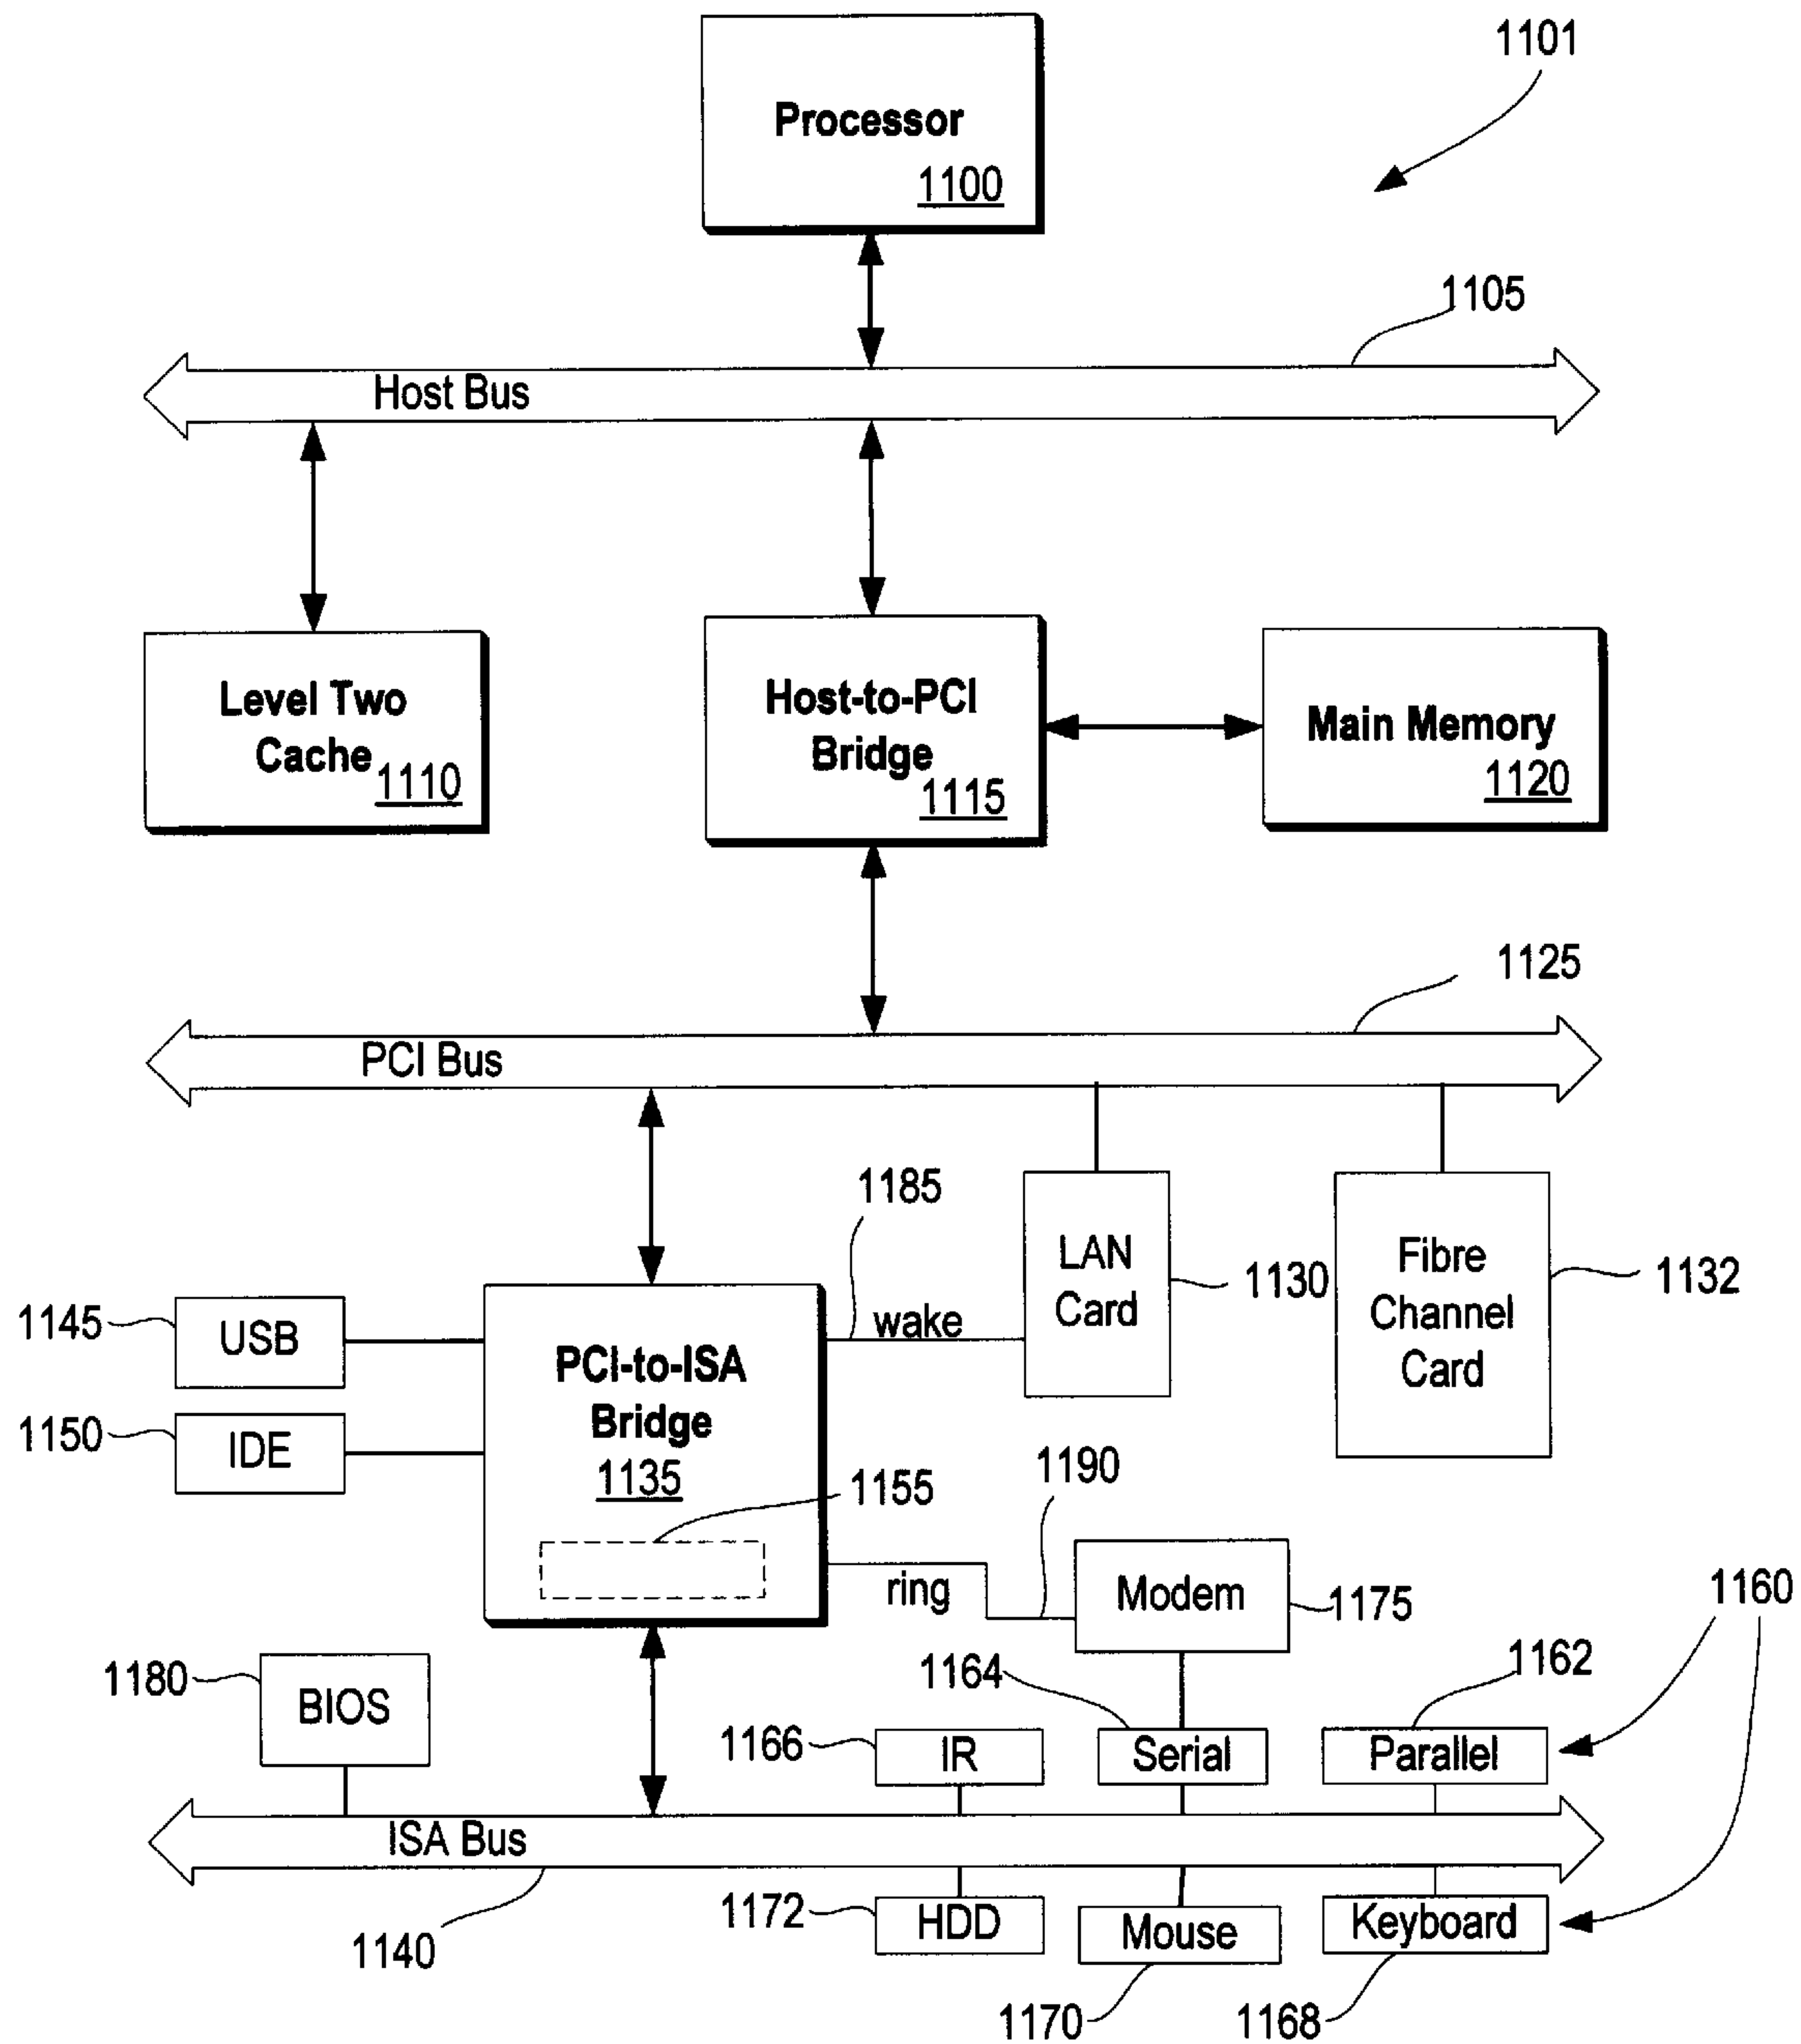 1101
Processor
1100
1105
Host Bus
Level Two
Cache
1110
Host-to-PCI
Bridge
1115
Main Memory
1120
1125
PCI Bus
1185
wake
LAN
Card
1130
Fibre
Channel
Card
1132
1145
USB
1150
IDE
PCI-to-ISA
Bridge
1135
1155
1190
ring
Modem
1175
1160
1180
BIOS
1164
1162
1166
IR
Serial
Parallel
ISA Bus
1140
1172
HDD
Mouse
Keyboard
1170
1168